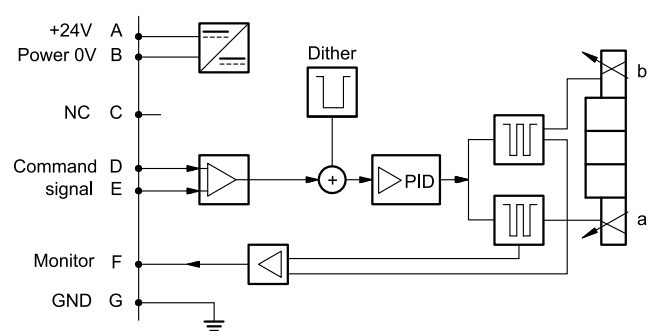 +24V A
Power 0V B
Dither
b
NC C
Command D
signal E
PID
a
Monitor F
GND G